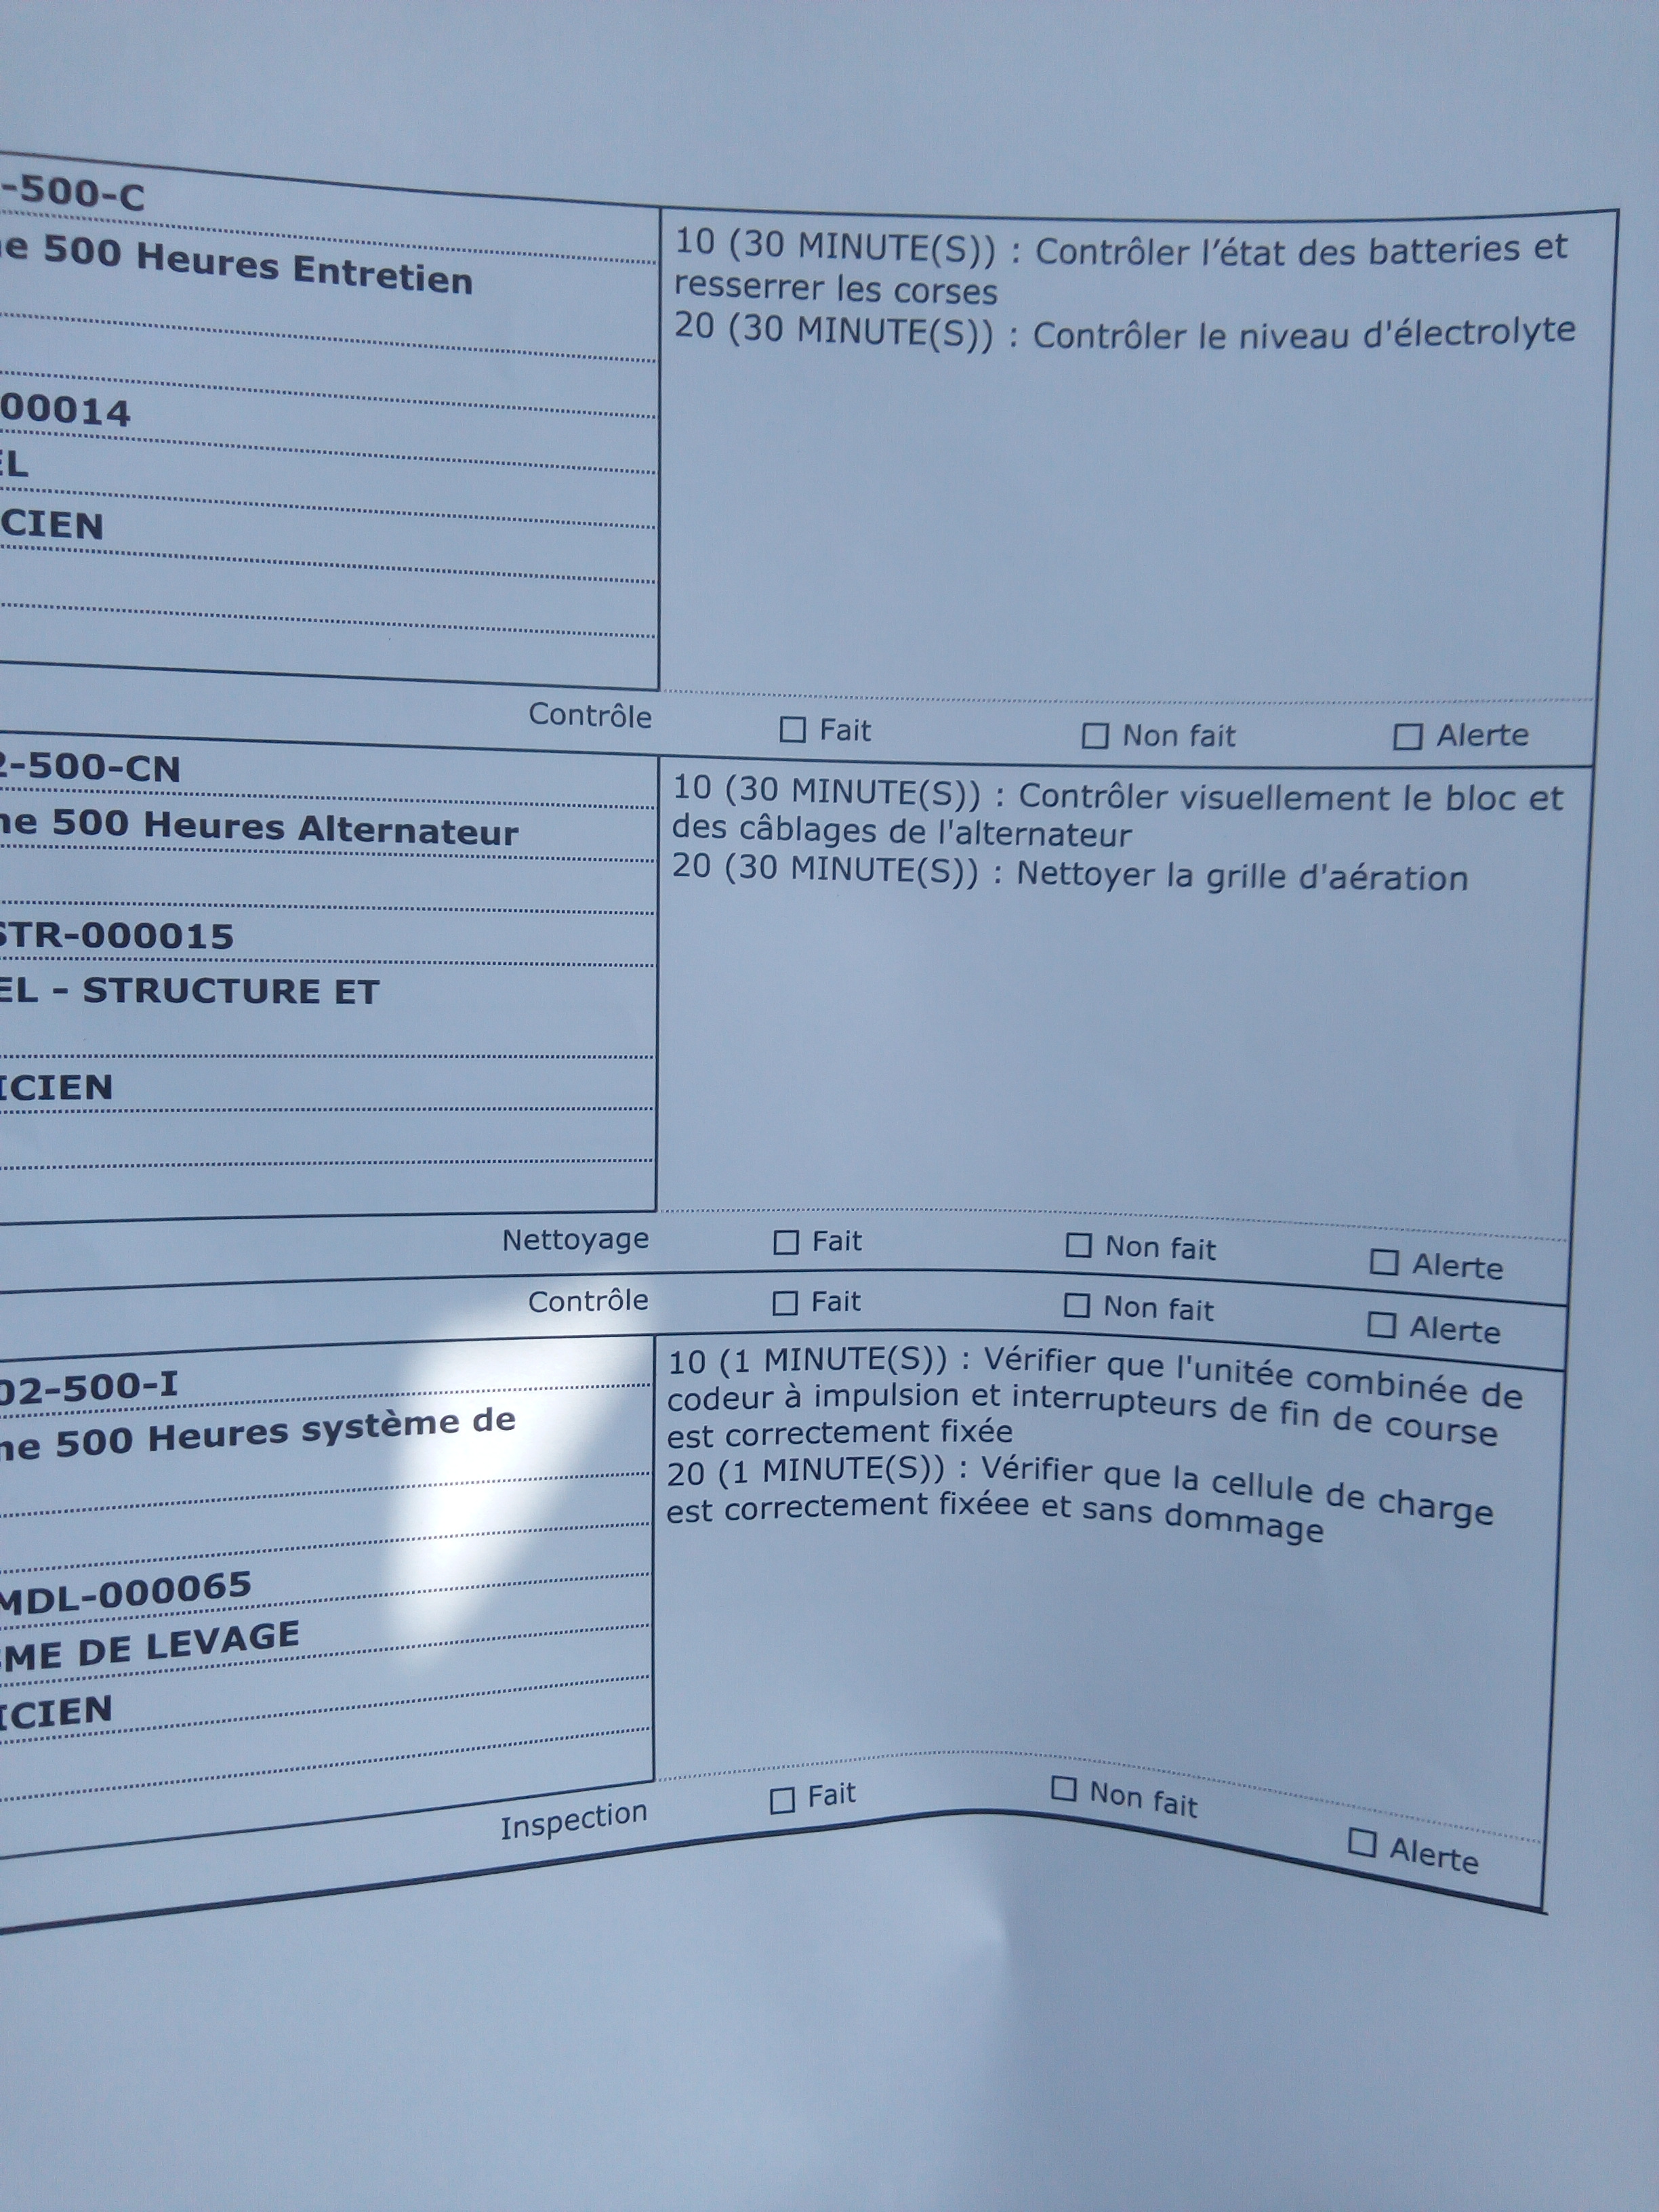 -500-C
10 (30 MINUTE(S)) : Contrôler l’état des batteries et
resserrer les corses
20 (30 MINUTE(S)) : Contrôler le niveau d'électrolyte
500 Heures Entretien
00014
CIEN
Contrôle Fait Non fait Alerte
-500-CN
10 (30 MINUTE(S)) : Contrôler visuellement le bloc et
des câblages de l'alternateur
20 (30 MINUTE(S)) : Nettoyer la grille d'aération
500 Heures Alternateur
STR-000015
EL - STRUCTURE ET
ICIEN
Nettoyage Fait Non fait Alerte
Contrôle Fait Non fait Alerte
02-500-I
10 (1 MINUTE(S)) : Vérifier que l'unitée combinée de
codeur à impulsion et interrupteurs de fin de course
est correctement fixée
20 (1 MINUTE(S)) : Vérifier que la cellule de charge
est correctement fixéee et sans dommage
500 Heures système de
MDL-000065
ME DE LEVAGE
ICIEN
Inspection Fait Non fait Alerte